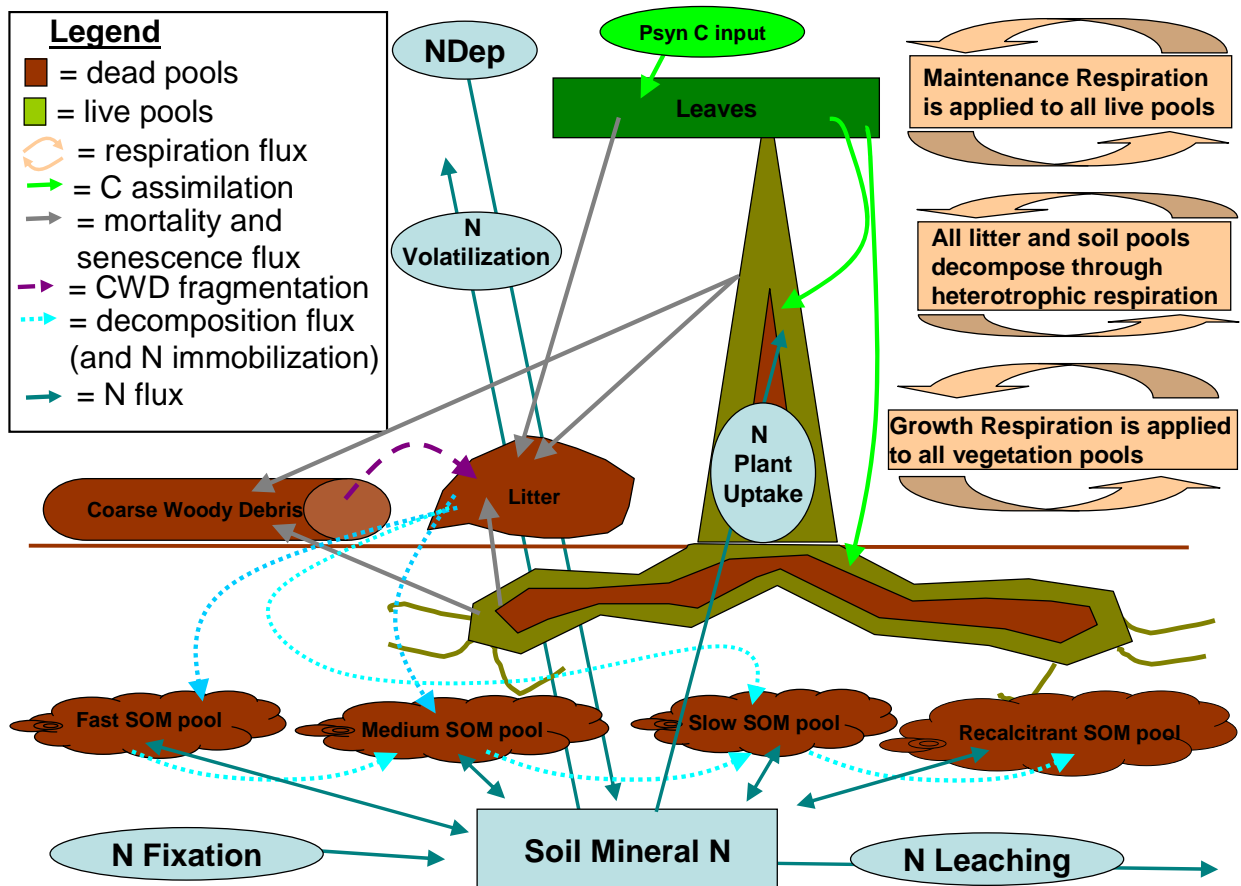 Legend
= dead pools
= live pools
= respiration flux
= C assimilation
= mortality and
senescence flux
= CWD fragmentation
= decomposition flux
(and N immobilization)
= N flux
NDep
Psyn C input
Leaves
N
Volatilization
Maintenance Respiration
is applied to all live pools
All litter and soil pools
decompose through
heterotrophic respiration
Growth Respiration is applied
to all vegetation pools
N
Plant
Uptake
Coarse Woody Debris
Litter
Fast SOM pool
Medium SOM pool
Slow SOM pool
Recalcitrant SOM pool
N Fixation
Soil Mineral N
N Leaching